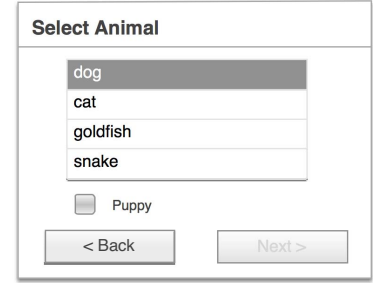 Select Animal
dog
cat
goldfish
snake
Puppy
< Back Next >